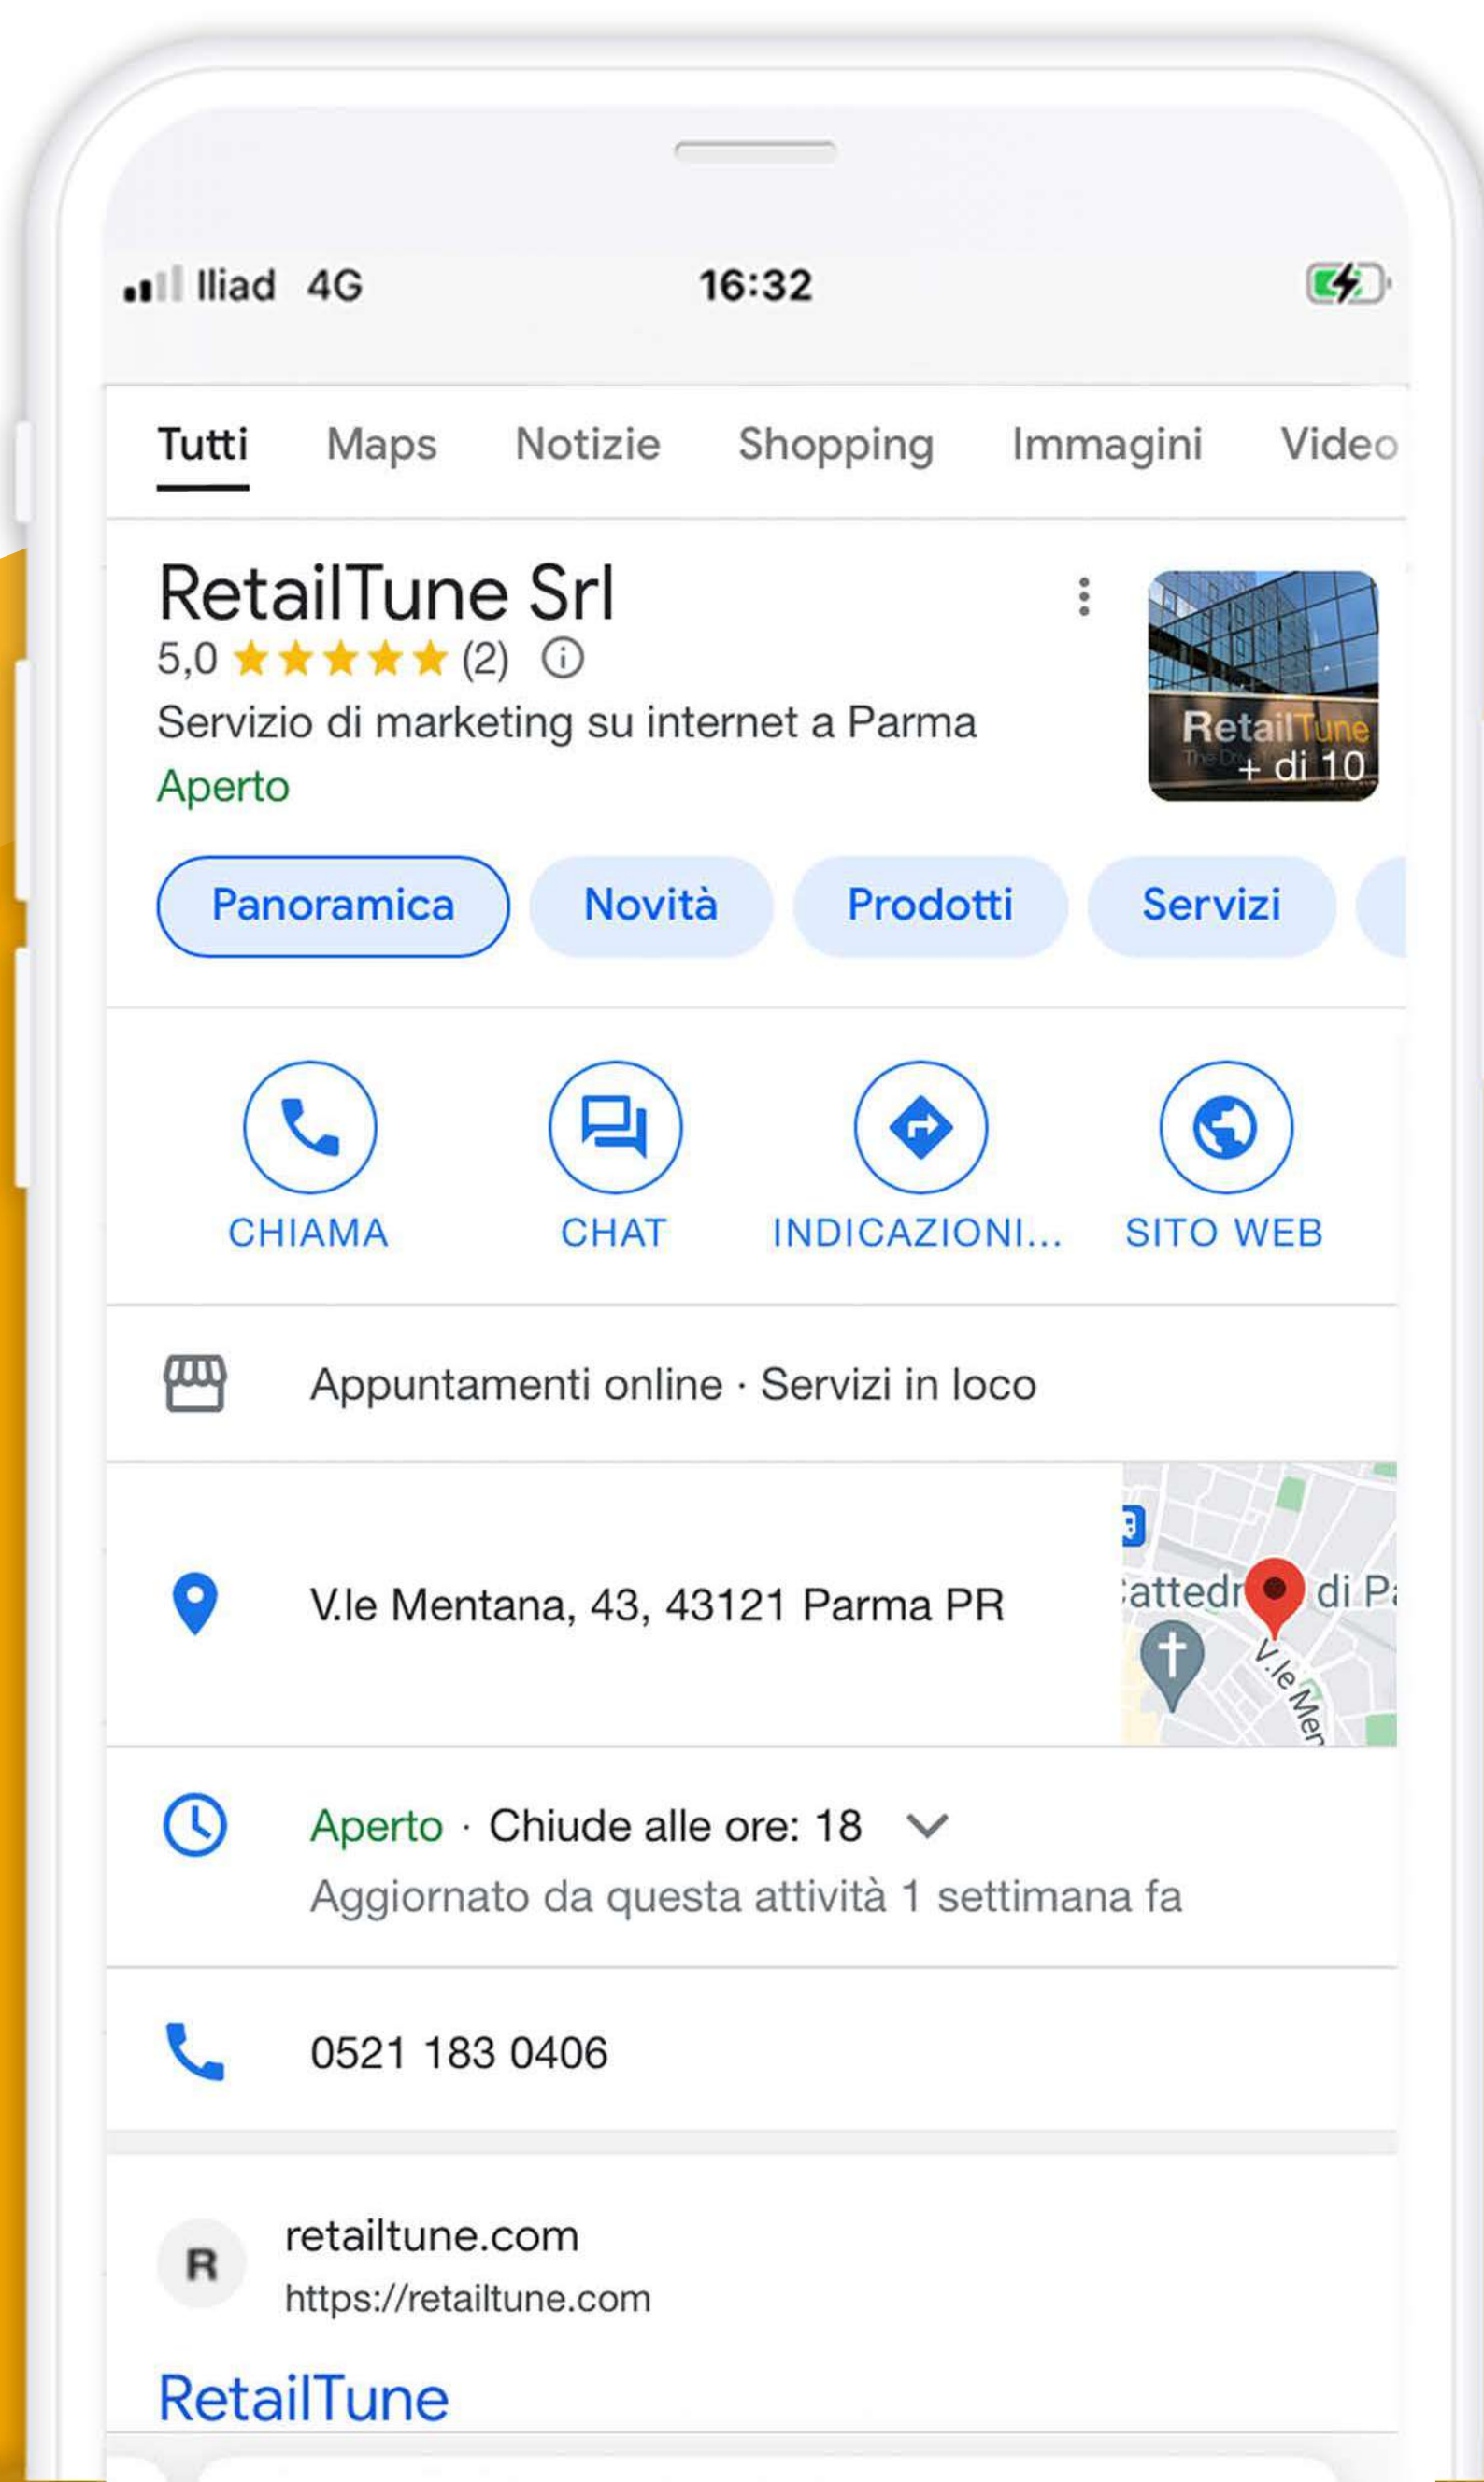 Iliad 4G 16:32
Tutti Maps Notizie Shopping Immagini Video
RetailTune Srl
5,0 (2)
Servizio di marketing su internet a Parma
Aperto
RetailTune
The
+ di 10
Panoramica Novità Prodotti Servizi
CHIAMA CHAT INDICAZIONI... SITO WEB
Appuntamenti online · Servizi in loco
V.le Mentana, 43, 43121 Parma PR
di
V.le
Aperto · Chiude alle ore: 18
Aggiornato da questa attività 1 settimana fa
0521 183 0406
R
retailtune.com
https://retailtune.com
RetailTune